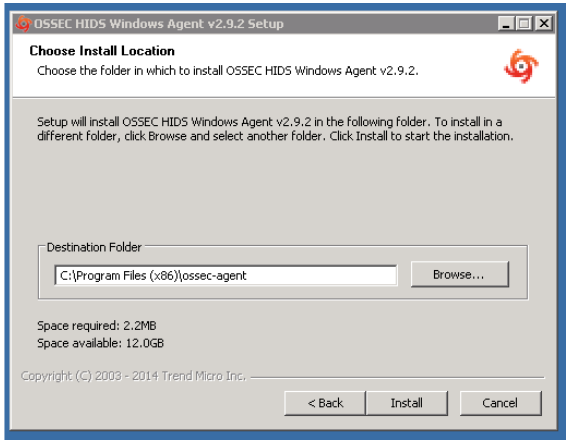 OSSEC HIDS Windows Agent v2.9.2 Setup
Choose Install Location
Choose the folder in which to install OSSEC HIDS Windows Agent v2.9.2.
Setup will install OSSEC HIDS Windows Agent v2.9.2 in the following folder. To install in a
different folder, click Browse and select another folder. Click Install to start the installation.
Destination Folder
C:\Program Files (x86)\ossec-agent
Browse...
Space required: 2.2MB
Space available: 12.0GB
Copyright (C) 2003 - 2014 Trend Micro Inc.
< Back Install Cancel